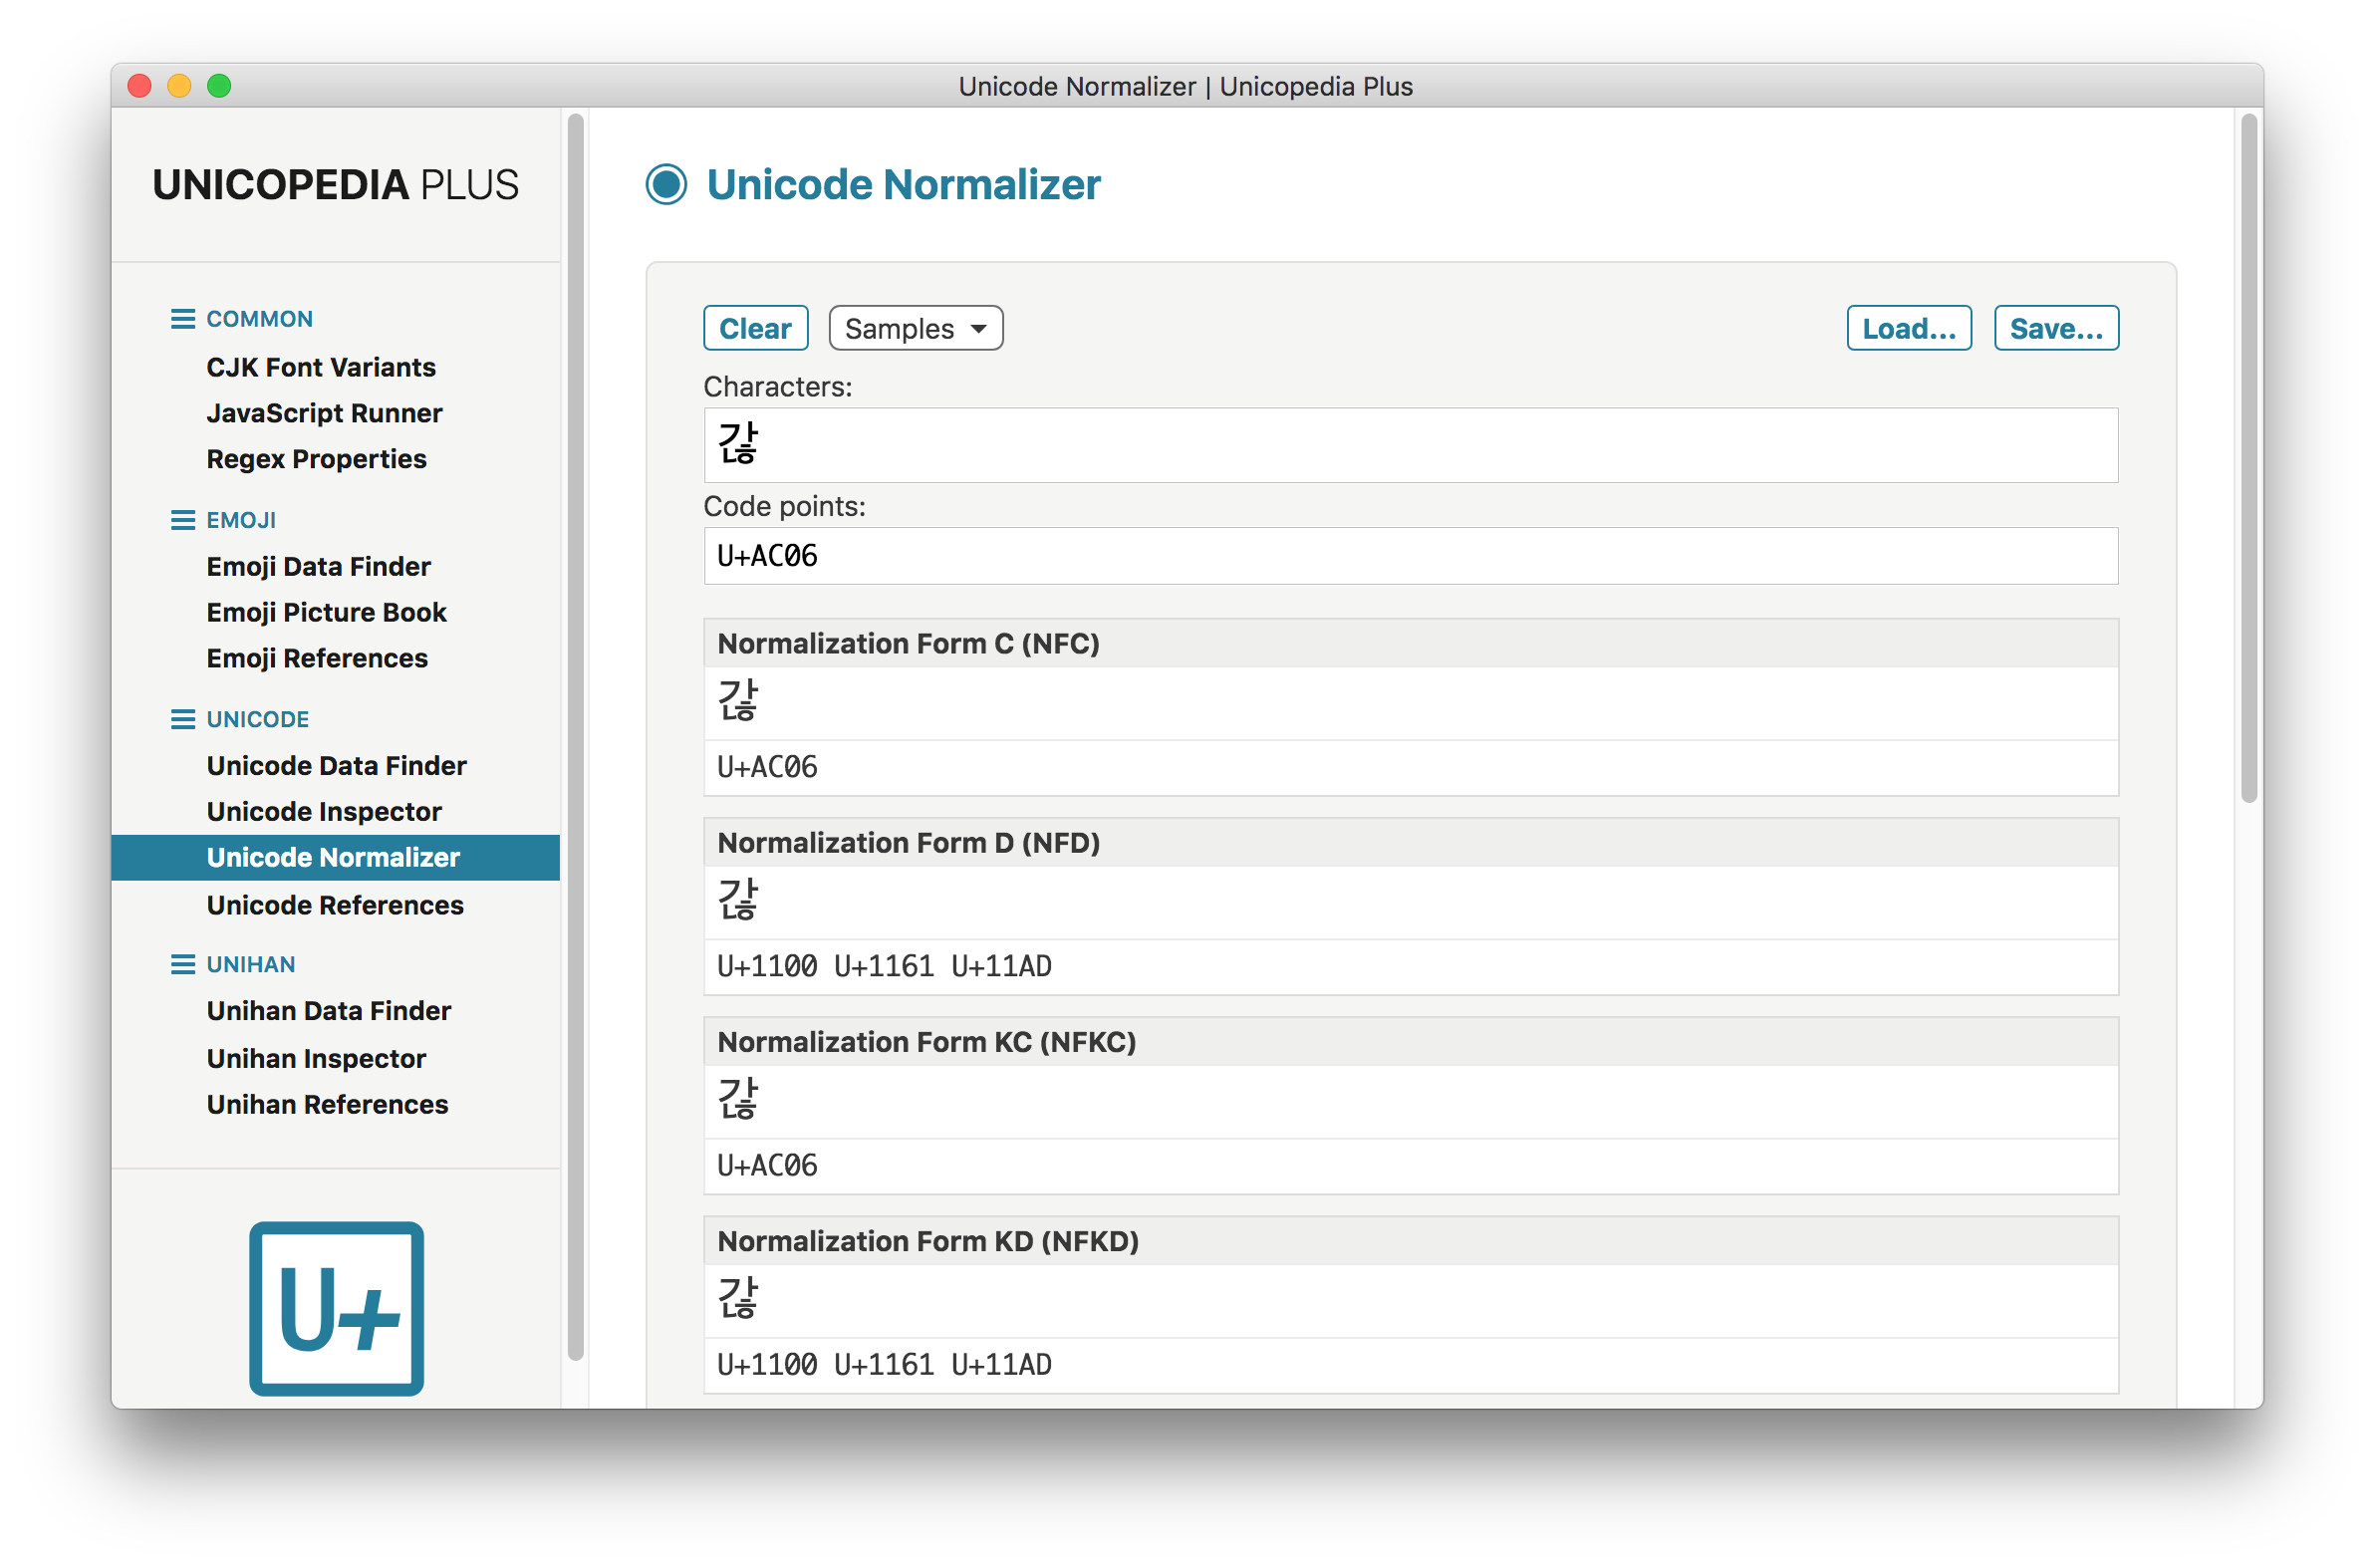 Unicode Normalizer | Unicopedia Plus
UNICOPEDIA PLUS
COMMON
CJK Font Variants
JavaScript Runner
Regex Properties
EMOJI
Emoji Data Finder
Emoji Picture Book
Emoji References
UNICODE
Unicode Data Finder
Unicode Inspector
Unicode Normalizer
Unicode References
UNIHAN
Unihan Data Finder
Unihan Inspector
Unihan References
U+
Unicode Normalizer
Clear Samples Load... Save...
Characters:
갆
Code points:
U+AC06
Normalization Form C (NFC)
갆
U+AC06
Normalization Form D (NFD)
갆
U+1100 U+1161 U+11AD
Normalization Form KC (NFKC)
갆
U+AC06
Normalization Form KD (NFKD)
갆
U+1100 U+1161 U+11AD